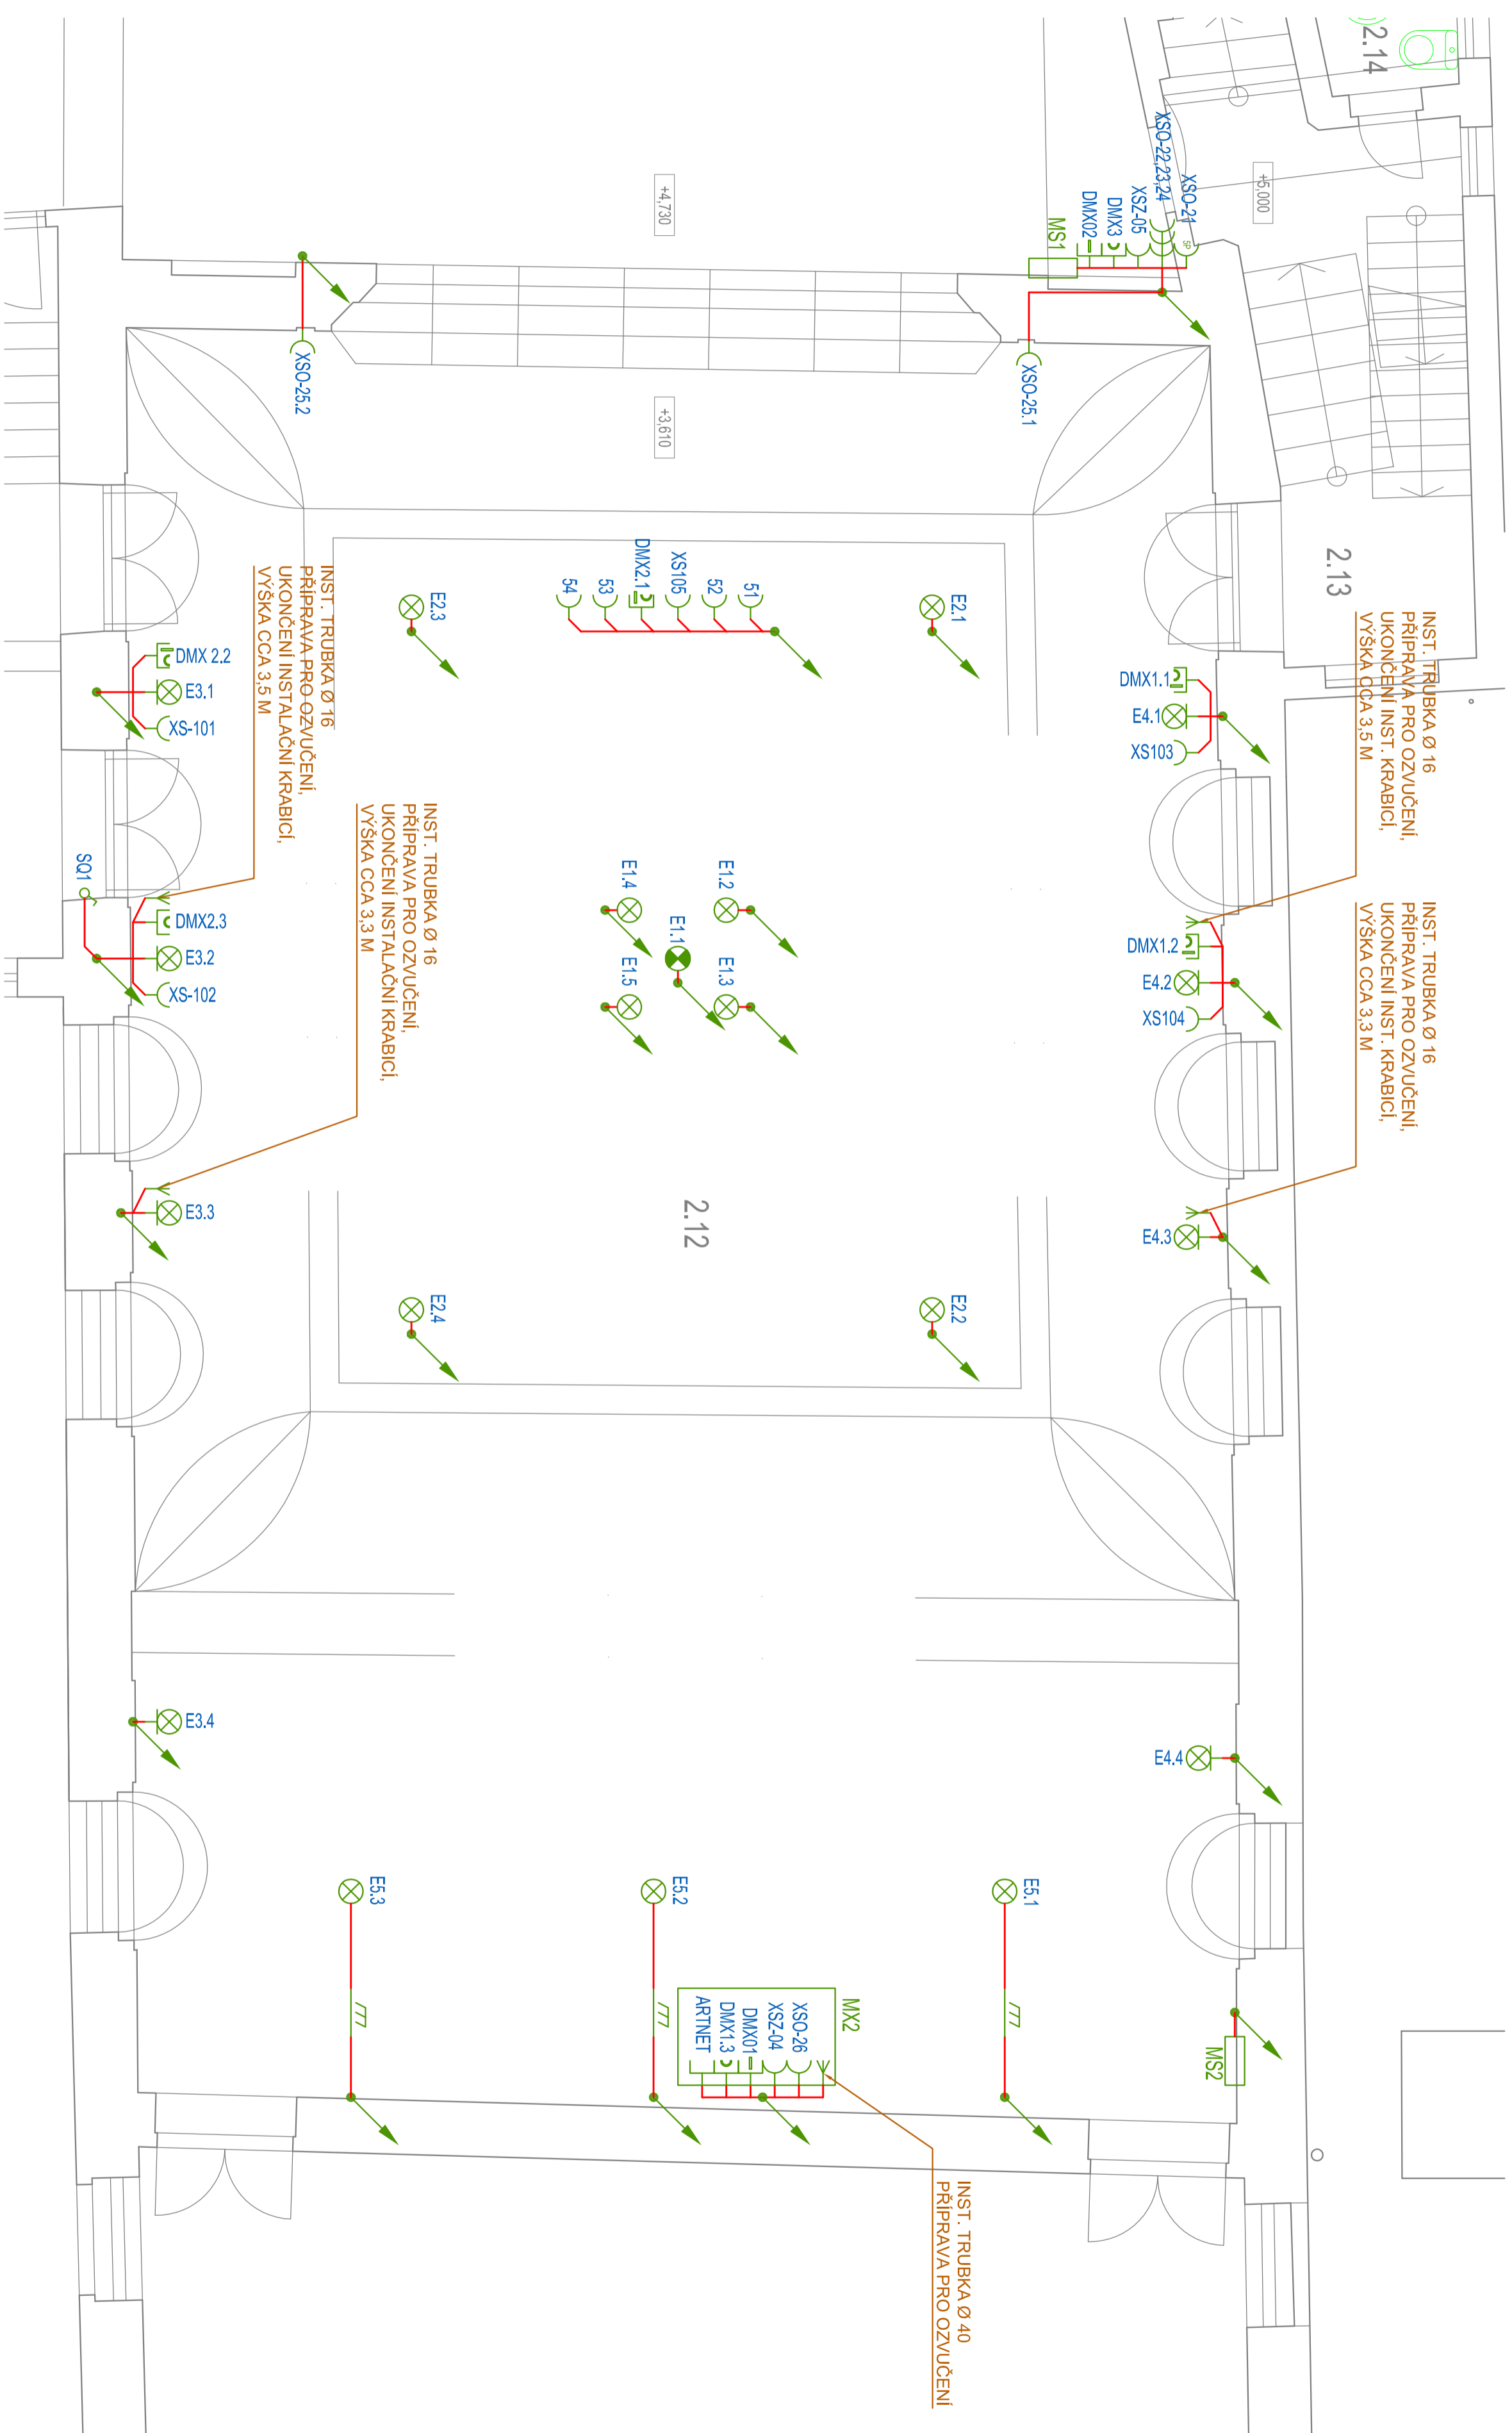 2.14
+5,000
+4,730
XSO-22,23,24
XSO-21
5P
XSZ-05
DMX3
DMX02
MS1
XSO-25.2
XSO-25.1
+3,610
2.13
INST. TRUBKA Ø 16
PŘÍPRAVA PRO OZVUČENÍ,
UKONČENÍ INSTALAČNÍ KRABICÍ,
VÝŠKA CCA 3,5 M
E2.3
54
53
DMX2.1
XS105
52
51
E2.1
INST. TRUBKA Ø 16
PŘÍPRAVA PRO OZVUČENÍ,
UKONČENÍ INST. KRABICÍ,
VÝŠKA CCA 3,5 M
DMX 2.2
E3.1
XS-101
DMX1.1
E4.1
XS103
INST. TRUBKA Ø 16
PŘÍPRAVA PRO OZVUČENÍ,
UKONČENÍ INSTALAČNÍ KRABICÍ,
VÝŠKA CCA 3,3 M
SQ1
DMX2.3
E3.2
XS-102
E1.4
E1.2
E1.1
E1.5
E1.3
DMX1.2
E4.2
XS104
INST. TRUBKA Ø 16
PŘÍPRAVA PRO OZVUČENÍ,
UKONČENÍ INST. KRABICÍ,
VÝŠKA CCA 3,3 M
E3.3
2.12
E4.3
E2.4
E2.2
E3.4
E4.4
E5.3
E5.2
E5.1
MX2
XSO-26
XSZ-04
DMX01
DMX1.3
ARTNET
MS2
INST. TRUBKA Ø 40
PŘÍPRAVA PRO OZVUČENÍ